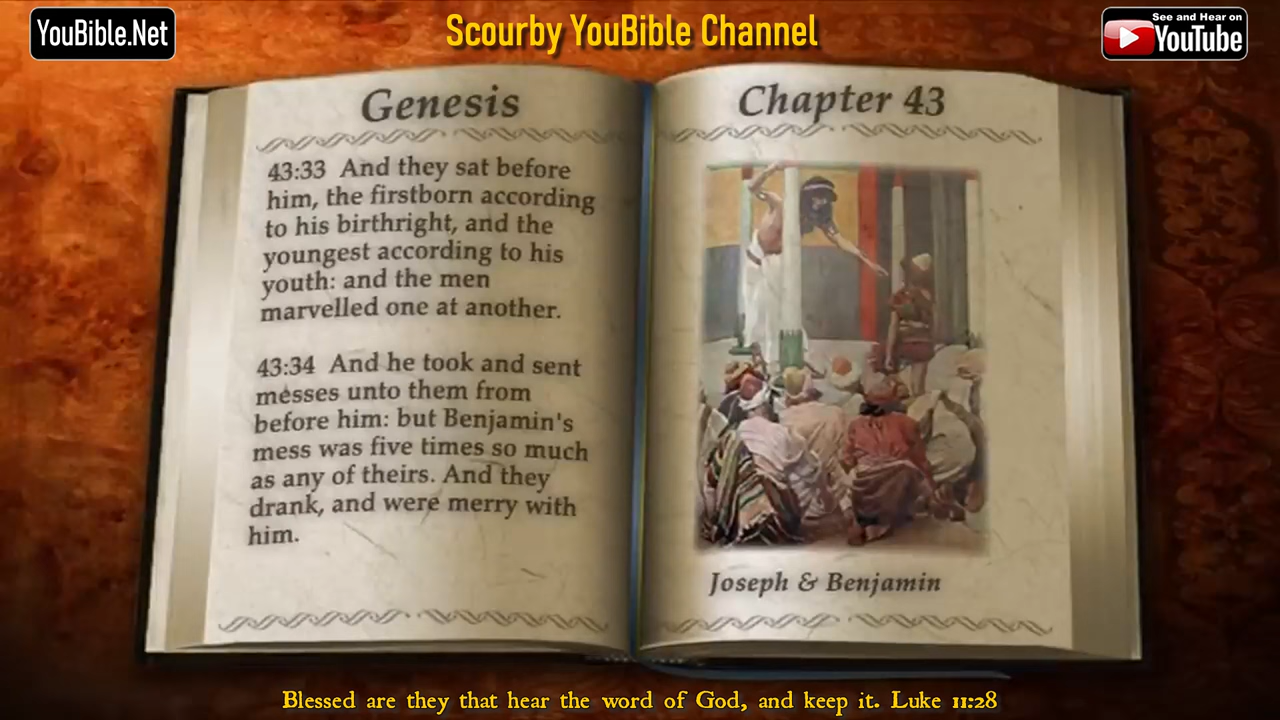 YouBible.Net
Scourby YouBible Channel
See and Hear on
YouTube
Genesis
43:33 And they sat before
him, the firstborn according
to his birthright, and the
youngest according to his
youth: and the men
marvelled one at another.
43:34 And he took and sent
messes unto them from
before him: but Benjamin's
mess was five times so much
as any of theirs. And they
drank, and were merry with
him.
Chapter 43
Joseph & Benjamin
Blessed are they that hear the word of God, and keep it. Luke 11:28